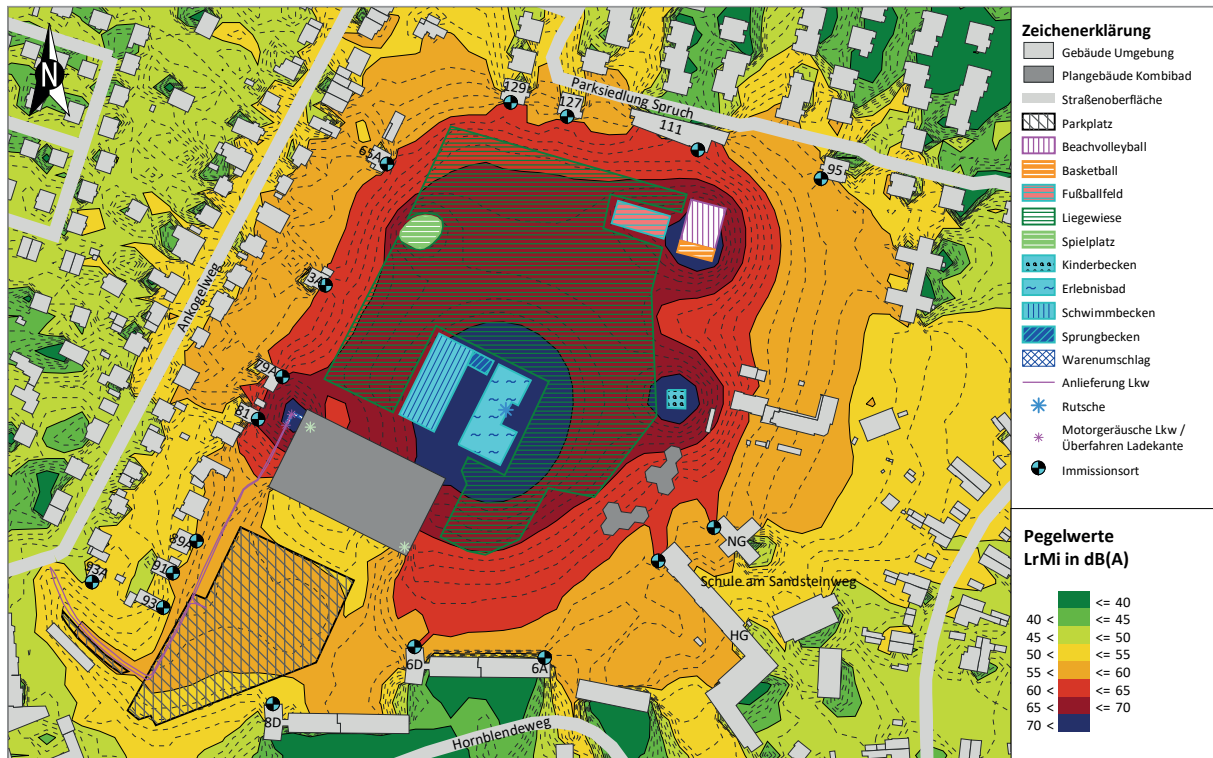 N
129
127
Parksiedlung Spruch
111
95
65A
73A
Ankogelweg
79A
81
89A
91
93A
93
NG
Schule am Sandsteinweg
HG
6D
6A
8D
Hornblendeweg
Zeichenerklärung
Gebäude Umgebung
Plangebäude Kombibad
Straßenoberfläche
Parkplatz
Beachvolleyball
Basketball
Fußballfeld
Liegewiese
Spielplatz
Kinderbecken
Erlebnisbad
Schwimmbecken
Sprungbecken
Warenumschlag
Anlieferung Lkw
Rutsche
Motorgeräusche Lkw /
Überfahren Ladekante
Immissionsort
Pegelwerte
LrMi in dB(A)
<= 40
40 < <= 45
45 < <= 50
50 < <= 55
55 < <= 60
60 < <= 65
65 < <= 70
70 <